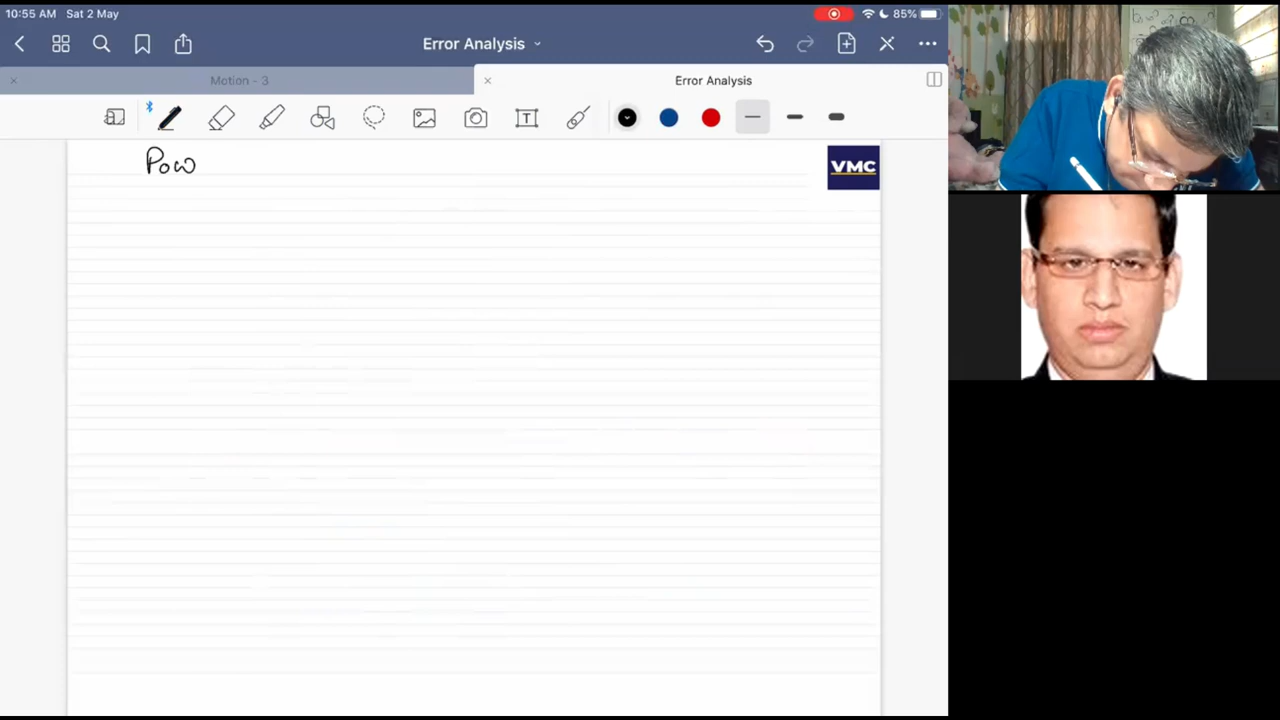 10:55 AM Sat 2 May 85%
Error Analysis
Motion - 3 Error Analysis
T
Pow
VMC